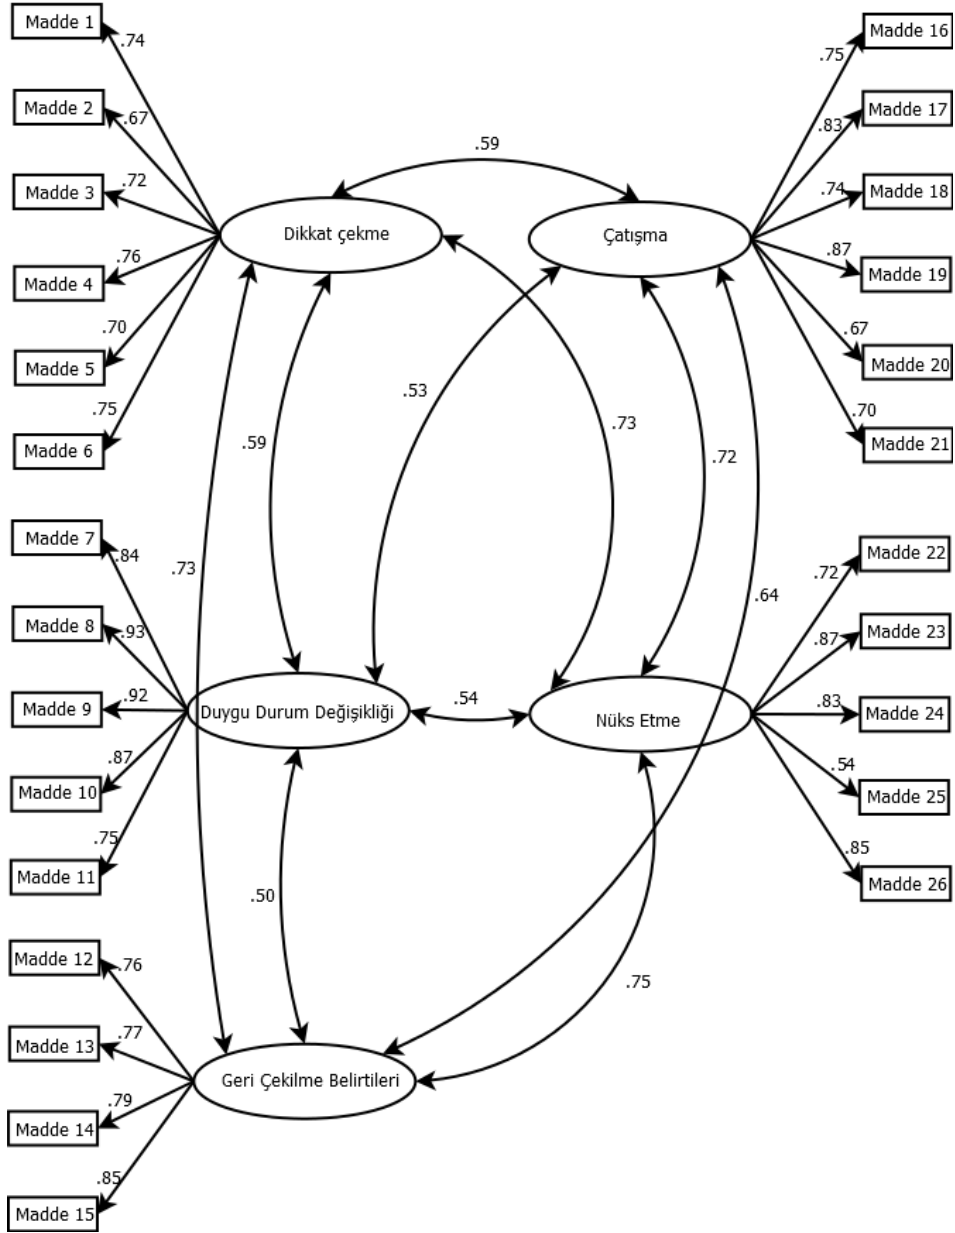 Madde 1
.74
Madde 2
.67
Madde 3
.72
Madde 4
.76
Madde 5
.70
Madde 6
.75
Dikkat çekme
.59
Çatışma
Madde 16
.75
Madde 17
.83
Madde 18
.74
Madde 19
.87
Madde 20
.67
Madde 21
.70
.53
.59
.73
.72
.73
.64
Madde 7
.84
Madde 8
.93
Madde 9
.92
Madde 10
.87
Madde 11
.75
Duygu Durum Değişikliği
.54
Nüks Etme
Madde 22
.72
Madde 23
.87
Madde 24
.83
Madde 25
.54
Madde 26
.85
.50
.75
Madde 12
.76
Madde 13
.77
Madde 14
.79
Madde 15
.85
Geri Çekilme Belirtileri